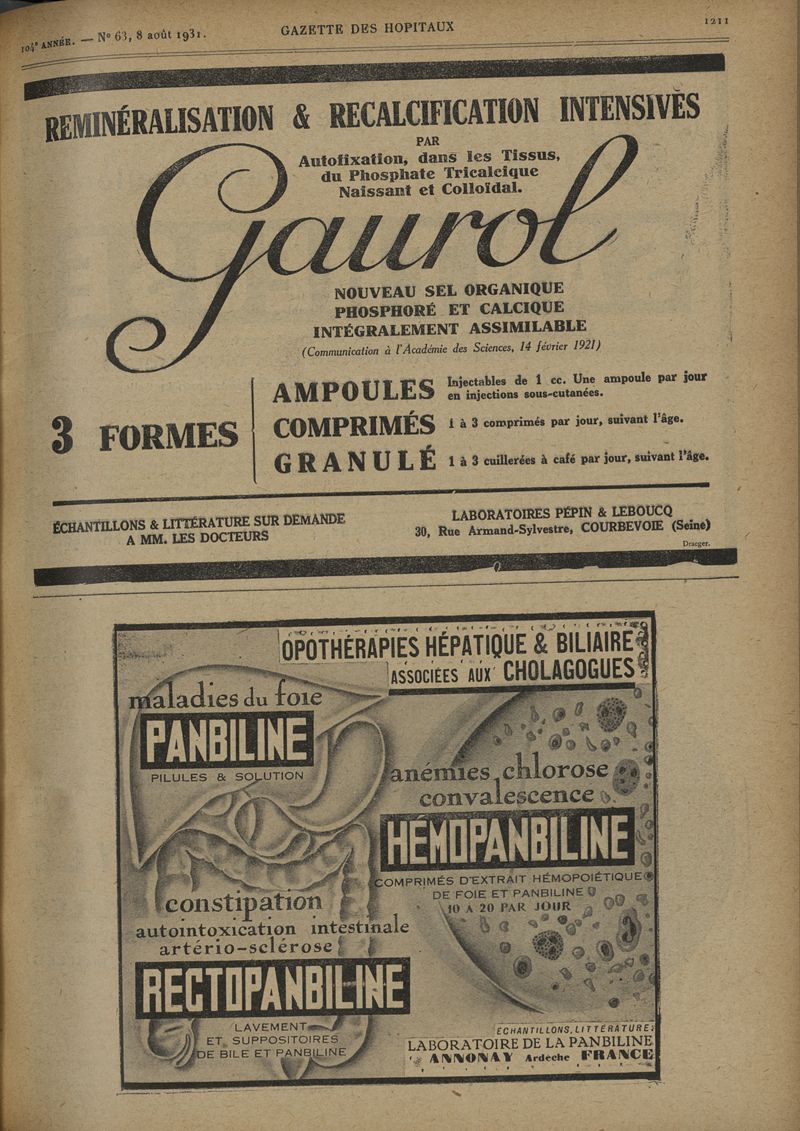 104e ANNÉE. — N° 63, 8 août 1931.
GAZETTE DES HOPITAUX
1211
REMINÉRALISATION & RECALCIFICATION INTENSIVES
PAR
Autofixation, dans les Tissus,
du Phosphate Tricalcique
Naissant et Colloïdal.
Gaurol
NOUVEAU SEL ORGANIQUE
PHOSPHORÉ ET CALCIQUE
INTÉGRALEMENT ASSIMILABLE
(Communication à l'Académie des Sciences, 14 février 1921)
3 FORMES
AMPOULES Injectables de 1 cc. Une ampoule par jour
en injections sous-cutanées.
COMPRIMÉS 1 à 3 comprimés par jour, suivant l'âge.
GRANULÉ 1 à 3 cuillerées à café par jour, suivant l'âge.
ÉCHANTILLONS & LITTÉRATURE SUR DEMANDE
A MM. LES DOCTEURS
LABORATOIRES PÉPIN & LEBOUCQ
30, Rue Armand-Sylvestre, COURBEVOIE (Seine)
Draeger.
OPOTHÉRAPIES HÉPATIQUE & BILIAIRE
ASSOCIÉES AUX CHOLAGOGUES
maladies du foie
PANBILINE
PILULES & SOLUTION
anémies, chlorose
convalescence
HÉMOPANBILINE
COMPRIMÉS D'EXTRAIT HÉMOPOIÉTIQUE
DE FOIE ET PANBILINE
10 A 20 PAR JOUR
constipation
autointoxication intestinale
artério-sclérose
RECTOPANBILINE
LAVEMENT
ET SUPPOSITOIRES
DE BILE ET PANBILINE
ECHANTILLONS, LITTÉRATURE:
LABORATOIRE DE LA PANBILINE
ANNONAY Ardèche FRANCE